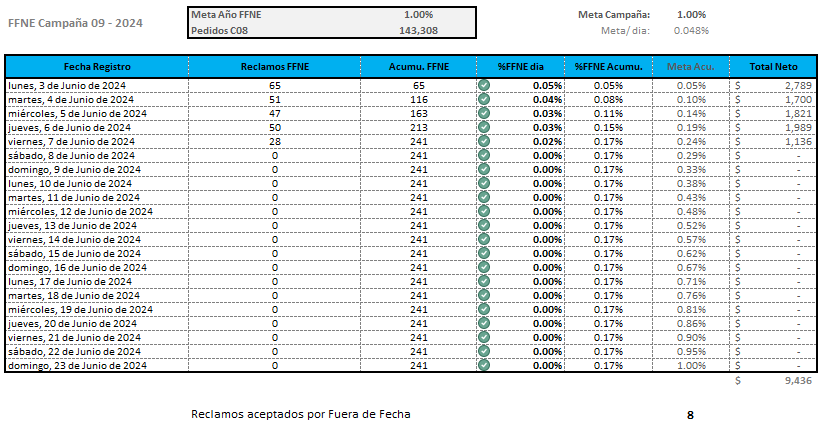 FFNE Campaña 09 - 2024
Meta Año FFNE 1.00%
Pedidos C08 143,308
Meta Campaña: 1.00%
Meta/ dia: 0.048%
Fecha Registro Reclamos FFNE Acumu. FFNE %FFNE dia %FFNE Acumu. Meta Acu. Total Neto
lunes, 3 de Junio de 2024 65 65 0.05% 0.05% 0.05% $ 2,789
martes, 4 de Junio de 2024 51 116 0.04% 0.08% 0.10% $ 1,700
miércoles, 5 de Junio de 2024 47 163 0.03% 0.11% 0.14% $ 1,821
jueves, 6 de Junio de 2024 50 213 0.03% 0.15% 0.19% $ 1,989
viernes, 7 de Junio de 2024 28 241 0.02% 0.17% 0.24% $ 1,136
sábado, 8 de Junio de 2024 0 241 0.00% 0.17% 0.29% $ -
domingo, 9 de Junio de 2024 0 241 0.00% 0.17% 0.33% $ -
lunes, 10 de Junio de 2024 0 241 0.00% 0.17% 0.38% $ -
martes, 11 de Junio de 2024 0 241 0.00% 0.17% 0.43% $ -
miércoles, 12 de Junio de 2024 0 241 0.00% 0.17% 0.48% $ -
jueves, 13 de Junio de 2024 0 241 0.00% 0.17% 0.52% $ -
viernes, 14 de Junio de 2024 0 241 0.00% 0.17% 0.57% $ -
sábado, 15 de Junio de 2024 0 241 0.00% 0.17% 0.62% $ -
domingo, 16 de Junio de 2024 0 241 0.00% 0.17% 0.67% $ -
lunes, 17 de Junio de 2024 0 241 0.00% 0.17% 0.71% $ -
martes, 18 de Junio de 2024 0 241 0.00% 0.17% 0.76% $ -
miércoles, 19 de Junio de 2024 0 241 0.00% 0.17% 0.81% $ -
jueves, 20 de Junio de 2024 0 241 0.00% 0.17% 0.86% $ -
viernes, 21 de Junio de 2024 0 241 0.00% 0.17% 0.90% $ -
sábado, 22 de Junio de 2024 0 241 0.00% 0.17% 0.95% $ -
domingo, 23 de Junio de 2024 0 241 0.00% 0.17% 1.00% $ -
$ 9,436
Reclamos aceptados por Fuera de Fecha 8